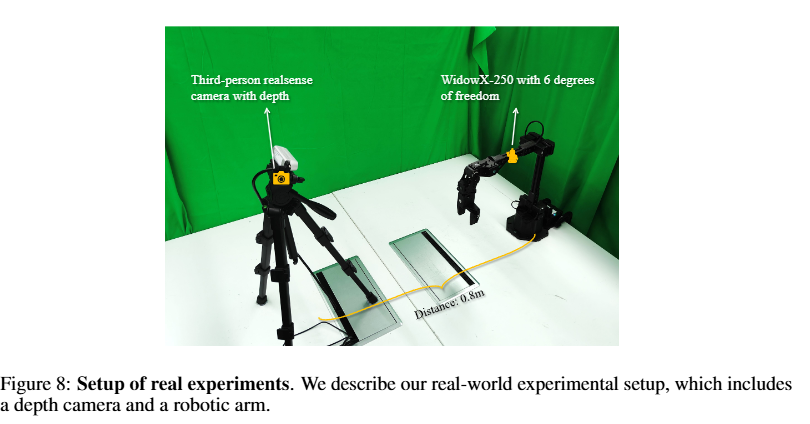 Third-person realsense
camera with depth
WidowX-250 with 6 degrees
of freedom
Distance: 0.8m
Figure 8: Setup of real experiments. We describe our real-world experimental setup, which includes
a depth camera and a robotic arm.